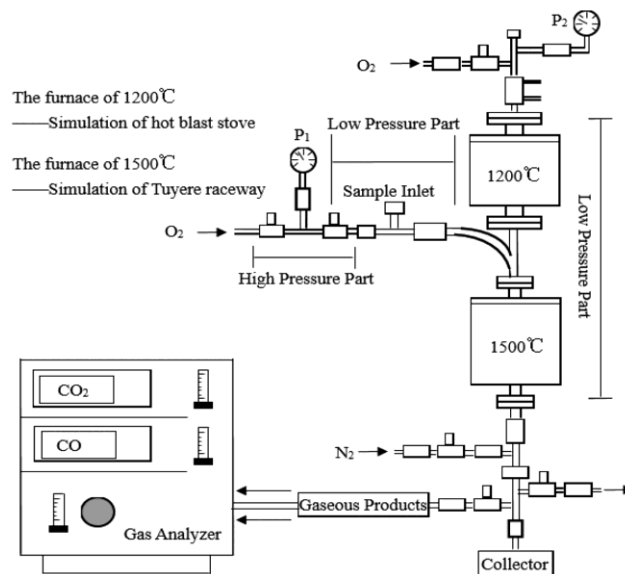 P₂
O₂
The furnace of 1200℃
——Simulation of hot blast stove
P₁
Low Pressure Part
1200℃
The furnace of 1500℃
——Simulation of Tuyere raceway
Sample Inlet
Low Pressure Part
O₂
High Pressure Part
1500℃
CO₂
CO
N₂
Gaseous Products
Gas Analyzer
Collector